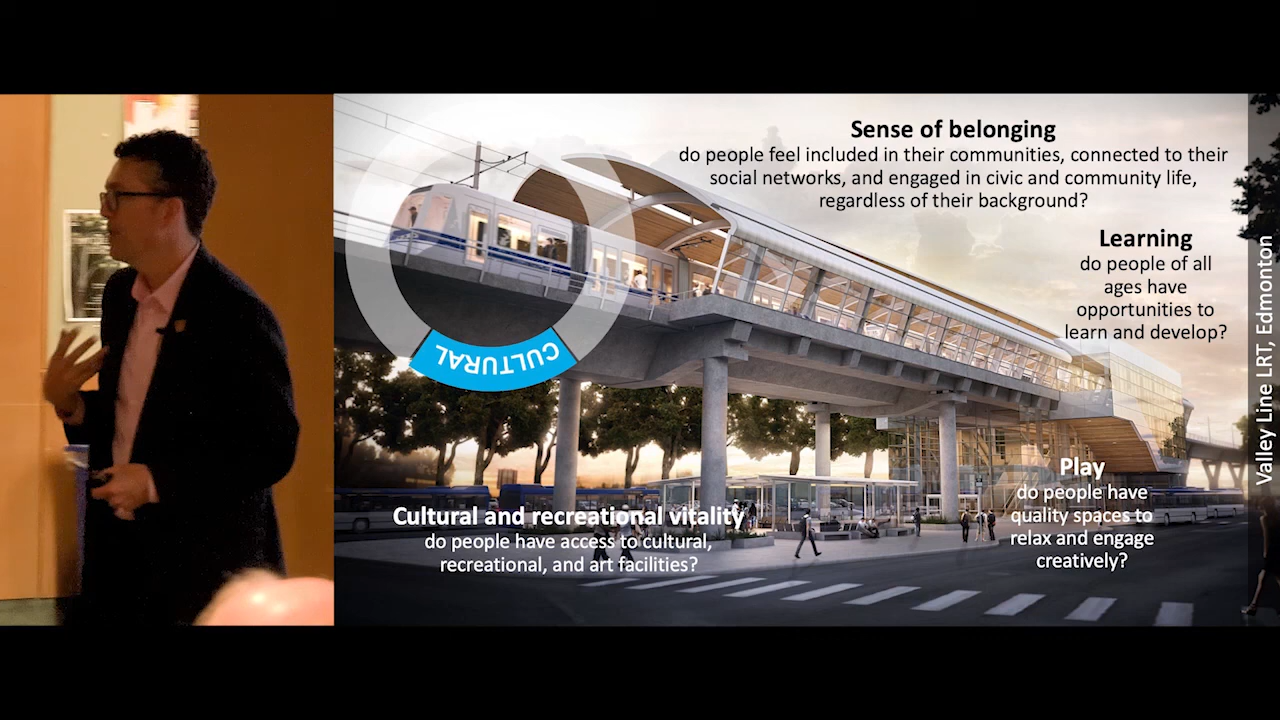 Sense of belonging
do people feel included in their communities, connected to their
social networks, and engaged in civic and community life,
regardless of their background?
Learning
do people of all
ages have
opportunities to
learn and develop?
CULTURAL
Valley Line LRT, Edmonton
Play
do people have
quality spaces to
relax and engage
creatively?
Cultural and recreational vitality
do people have access to cultural,
recreational, and art facilities?